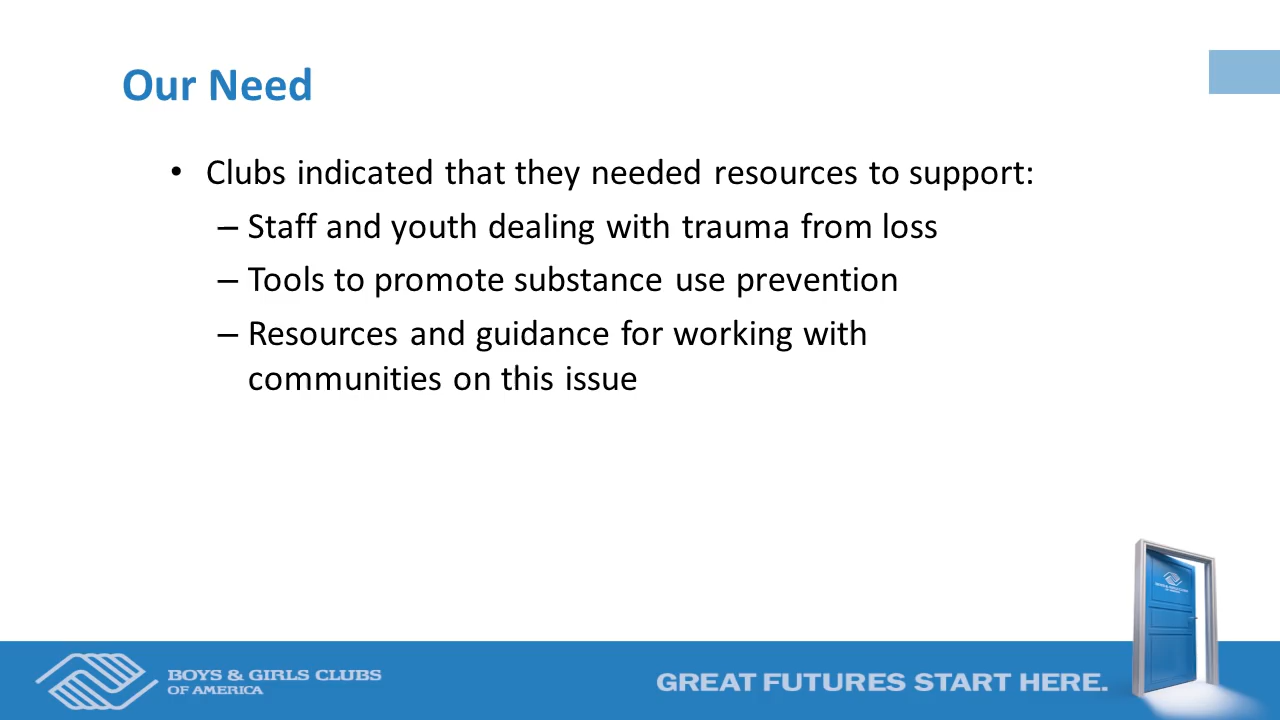 Our Need
• Clubs indicated that they needed resources to support:
– Staff and youth dealing with trauma from loss
– Tools to promote substance use prevention
– Resources and guidance for working with
communities on this issue
BOYS & GIRLS CLUBS
OF AMERICA
GREAT FUTURES START HERE.